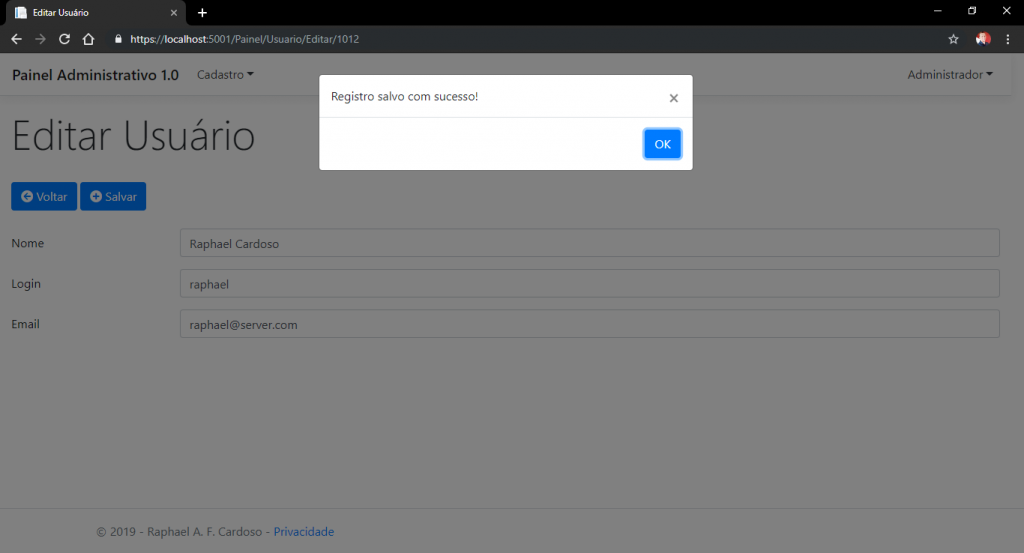 Editar Usuário
https://localhost:5001/Painel/Usuario/Editar/1012
Painel Administrativo 1.0 Cadastro Administrador
Registro salvo com sucesso! ×
OK
Editar Usuário
Voltar Salvar
Nome Raphael Cardoso
Login raphael
Email raphael@server.com
© 2019 - Raphael A. F. Cardoso - Privacidade